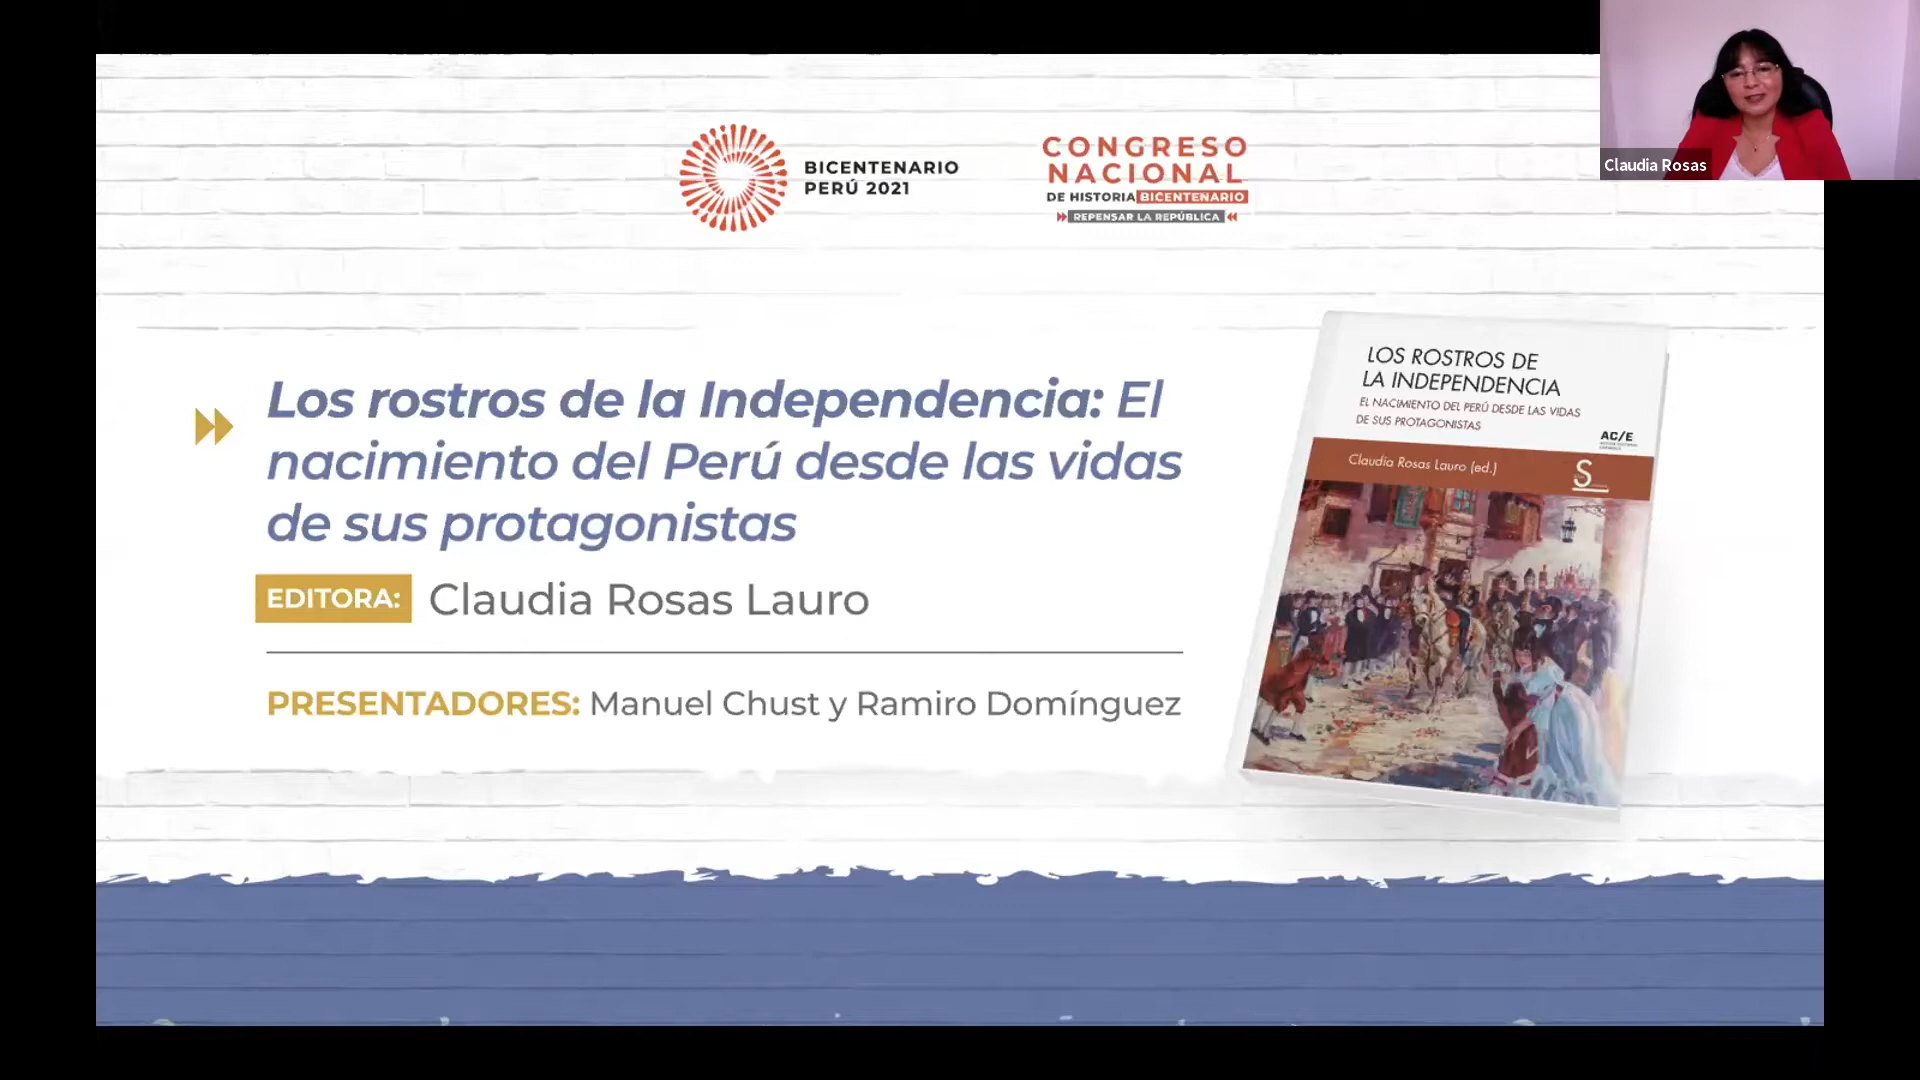 BICENTENARIO
PERÚ 2021
CONGRESO
NACIONAL
DE HISTORIA BICENTENARIO
REPENSAR LA REPÚBLICA
Claudia Rosas
Los rostros de la Independencia: El
nacimiento del Perú desde las vidas
de sus protagonistas
EDITORA: Claudia Rosas Lauro
PRESENTADORES: Manuel Chust y Ramiro Domínguez
LOS ROSTROS DE
LA INDEPENDENCIA
EL NACIMIENTO DEL PERÚ DESDE LAS VIDAS
DE SUS PROTAGONISTAS
AC/E
Claudia Rosas Lauro (ed.)
S